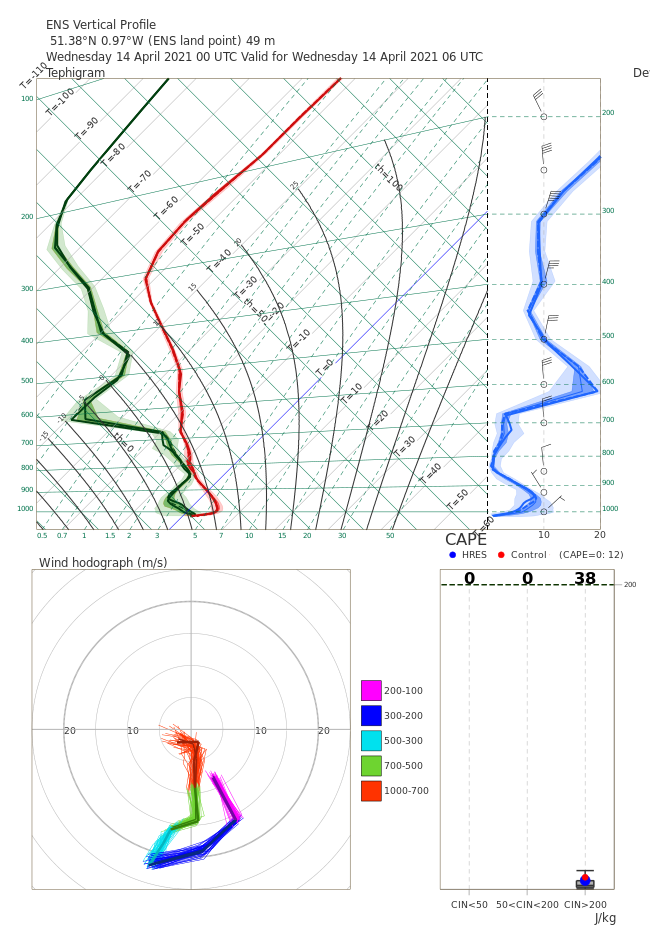 ENS Vertical Profile
51.38°N 0.97°W (ENS land point) 49 m
Wednesday 14 April 2021 00 UTC Valid for Wednesday 14 April 2021 06 UTC
Tephigram
De
T=-110
T=-100
T=-90
T=-80
T=-70
T=-60
T=-50
T=-40
T=-30
T=-20
T=-10
T=0
T=10
T=20
T=30
T=40
T=50
th=100
th=50
th=0
25
20
15
100
200
300
400
500
600
700
800
900
1000
200
300
400
500
600
700
800
900
1000
0.5 0.7 1 1.5 2 3 5 7 10 15 20 30 50
10 20
CAPE
HRES Control (CAPE=0: 12)
Wind hodograph (m/s)
20 10 10 20
200-100
300-200
500-300
700-500
1000-700
0 0 38
200
CIN<50 50<CIN<200 CIN>200
J/kg